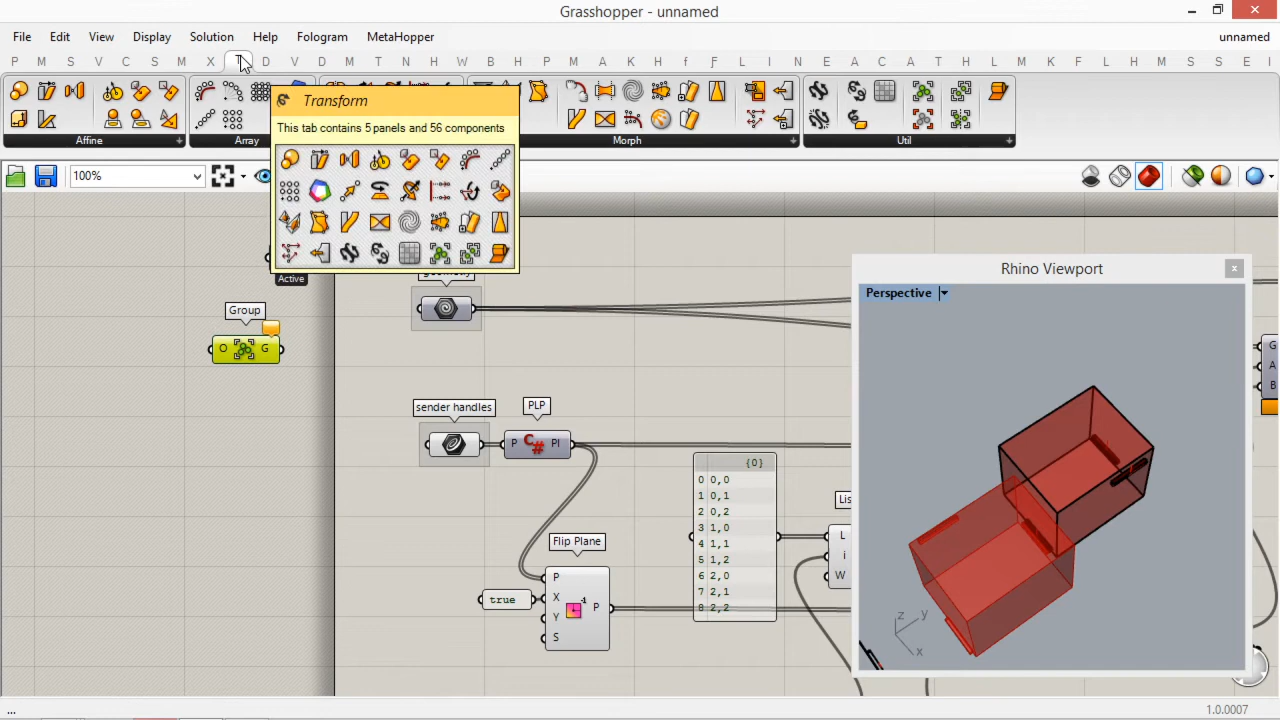 Grasshopper - unnamed
File Edit View Display Solution Help Fologram MetaHopper unnamed
P M S V C S M X T D V D M T N H W B H N P M A F D M P T D H L M K M S E I
Transform
This tab contains 5 panels and 56 components
Affine Array Morph Util
100%
Active
Group
O G
sender handles PLP
P C# Pl
{0}
0 0,0
1 0,1
2 0,2
3 1,0
4 1,1
5 1,2
6 2,0
7 2,1
8 2,2
Flip Plane
true
P
X
Y
S
P
L
i
W
G
A
B
Rhino Viewport
Perspective
z y
x
...
1.0.0007